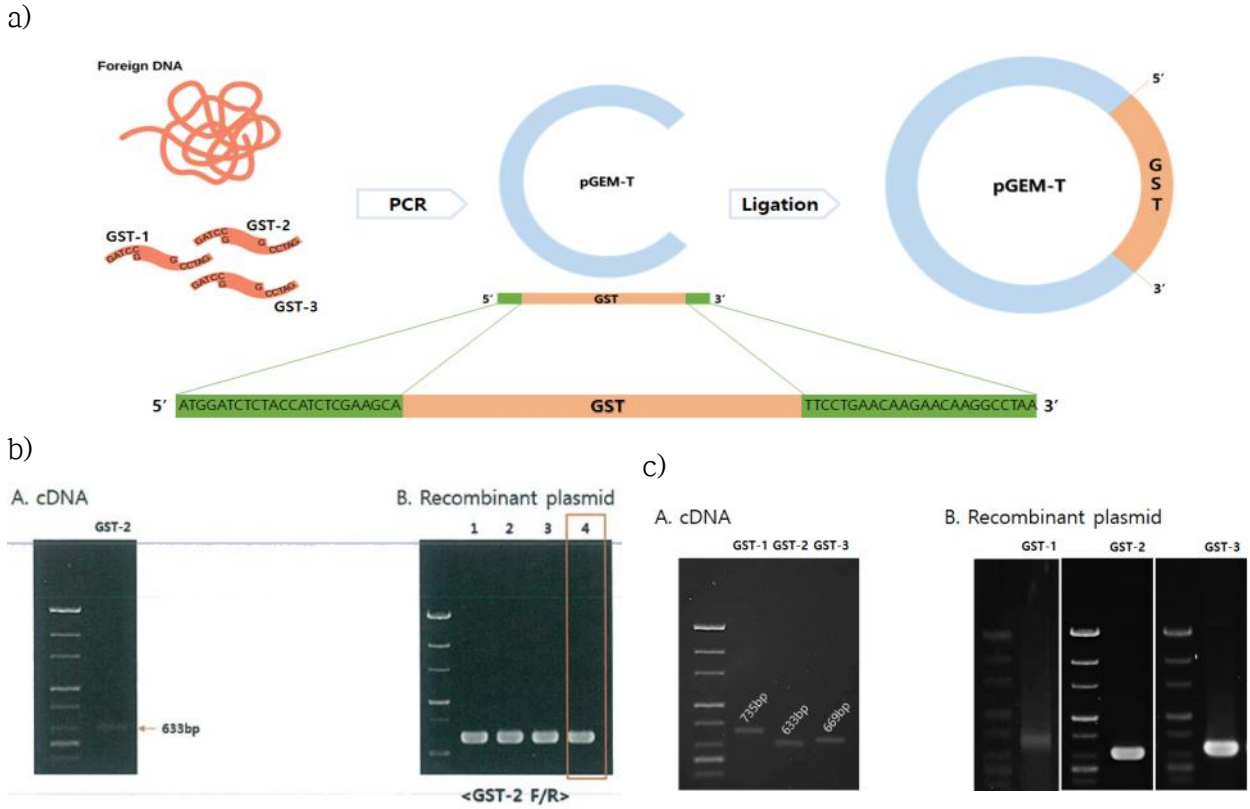 a)
Foreign DNA
GST-1
GST-2
GST-3
GATCC
G
G
CCTAG
GATCC
G
G
CCTAG
GATCC
G
G
CCTAG
PCR
pGEM-T
Ligation
pGEM-T
5′
GST
3′
5′ GST 3′
5′ ATGGATCTCTACCATCTCGAAGCA GST TTCCTGAACAAGAACAAGGCCTAA 3′
b)
A. cDNA
GST-2
633bp
B. Recombinant plasmid
1 2 3 4
<GST-2 F/R>
c)
A. cDNA
GST-1 GST-2 GST-3
735bp
633bp
669bp
B. Recombinant plasmid
GST-1 GST-2 GST-3